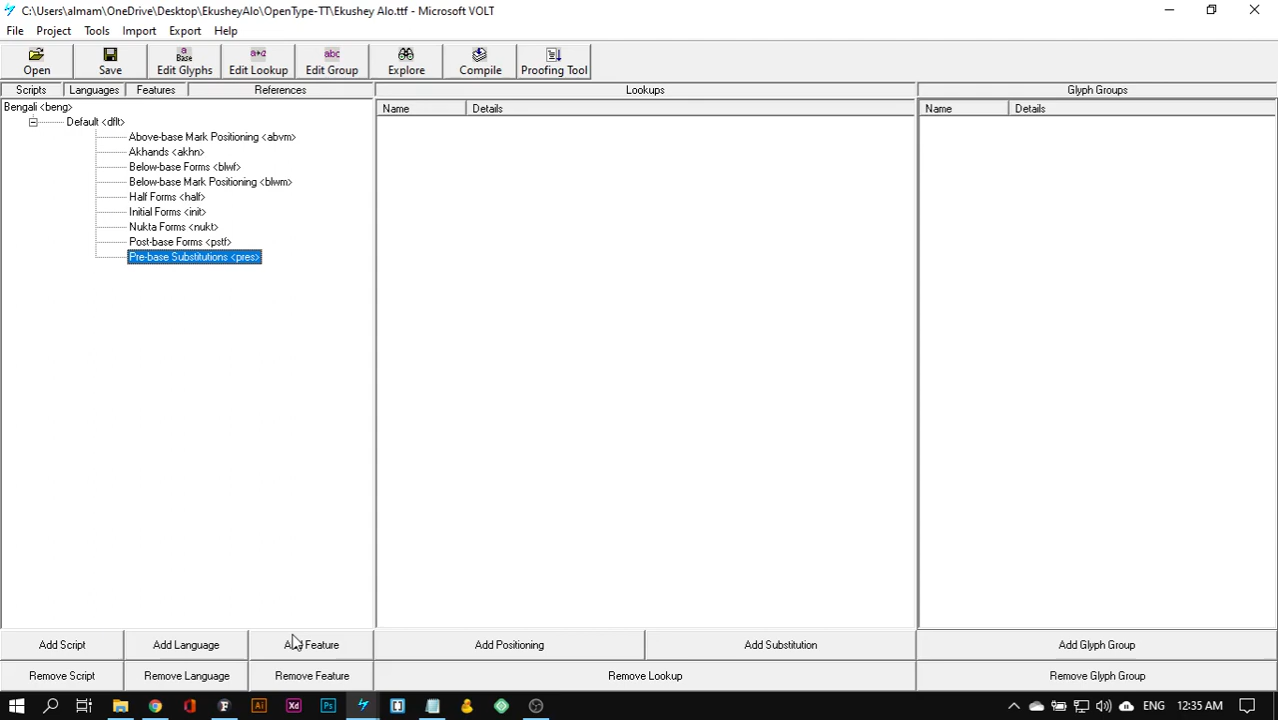 C:\Users\almam\OneDrive\Desktop\EkusheyAlo\OpenType-TT\Ekushey Alo.ttf - Microsoft VOLT
File Project Tools Import Export Help
Open Save Edit Glyphs Edit Lookup Edit Group Explore Compile Proofing Tool
Scripts Languages Features References Lookups Glyph Groups
Bengali <beng> Name Details Name Details
Default <dflt>
Above-base Mark Positioning <abvm>
Akhands <akhn>
Below-base Forms <blwf>
Below-base Mark Positioning <blwm>
Half Forms <half>
Initial Forms <init>
Nukta Forms <nukt>
Post-base Forms <pstf>
Pre-base Substitutions <pres>
Add Script Add Language Add Feature Add Positioning Add Substitution Add Glyph Group
Remove Script Remove Language Remove Feature Remove Lookup Remove Glyph Group
ENG 12:35 AM